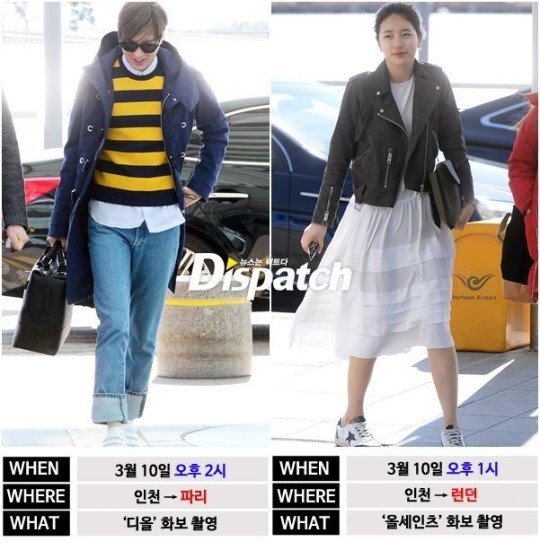 뉴스는 팩트다
Dispatch
Incheon Airport
WHEN 3월 10일 오후 2시
WHERE 인천 → 파리
WHAT ‘디올’ 화보 촬영
WHEN 3월 10일 오후 1시
WHERE 인천 → 런던
WHAT ‘올세인츠’ 화보 촬영